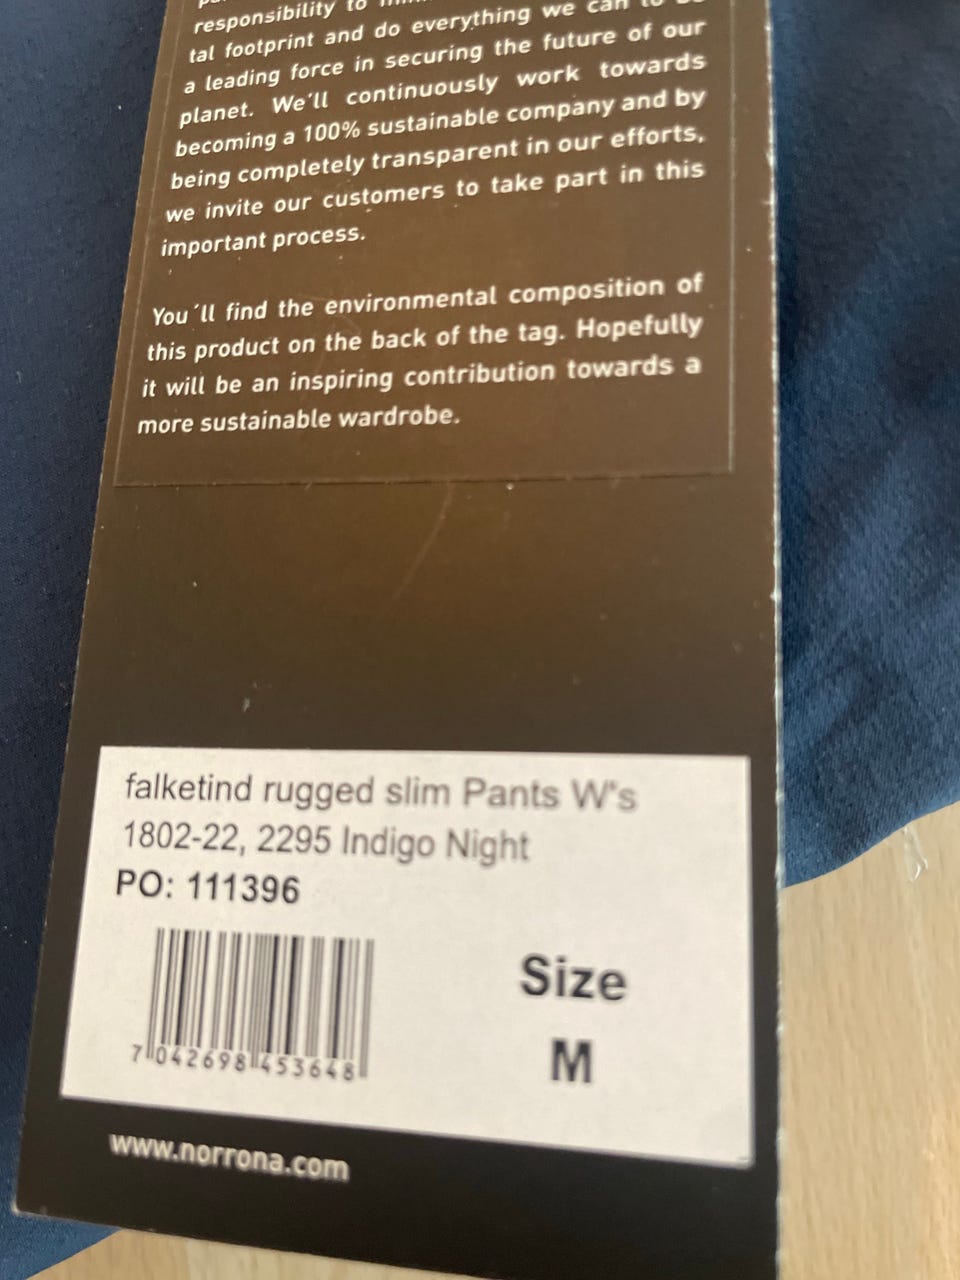 responsibility to
tal footprint and do everything we can to be
a leading force in securing the future of our
planet. We'll continuously work towards
becoming a 100% sustainable company and by
being completely transparent in our efforts,
we invite our customers to take part in this
important process.
You´ll find the environmental composition of
this product on the back of the tag. Hopefully
it will be an inspiring contribution towards a
more sustainable wardrobe.
falketind rugged slim Pants W's
1802-22, 2295 Indigo Night
PO: 111396
Size
M
7 042698 453648
www.norrona.com